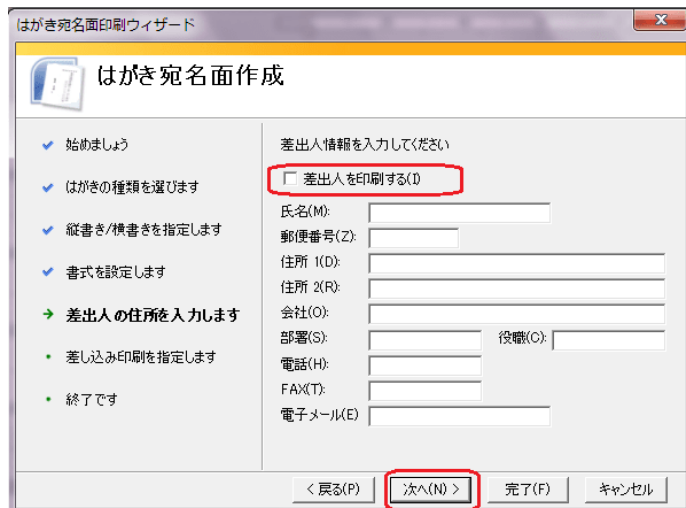 はがき宛名面印刷ウィザード
はがき宛名面作成
始めましょう
はがきの種類を選びます
縦書き/横書きを指定します
書式を設定します
差出人の住所を入力します
差し込み印刷を指定します
終了です
差出人情報を入力してください
差出人を印刷する(I)
氏名(M):
郵便番号(Z):
住所 1(D):
住所 2(R):
会社(O):
部署(S): 役職(C):
電話(H):
FAX(T):
電子メール(E)
< 戻る(P) 次へ(N) > 完了(F) キャンセル